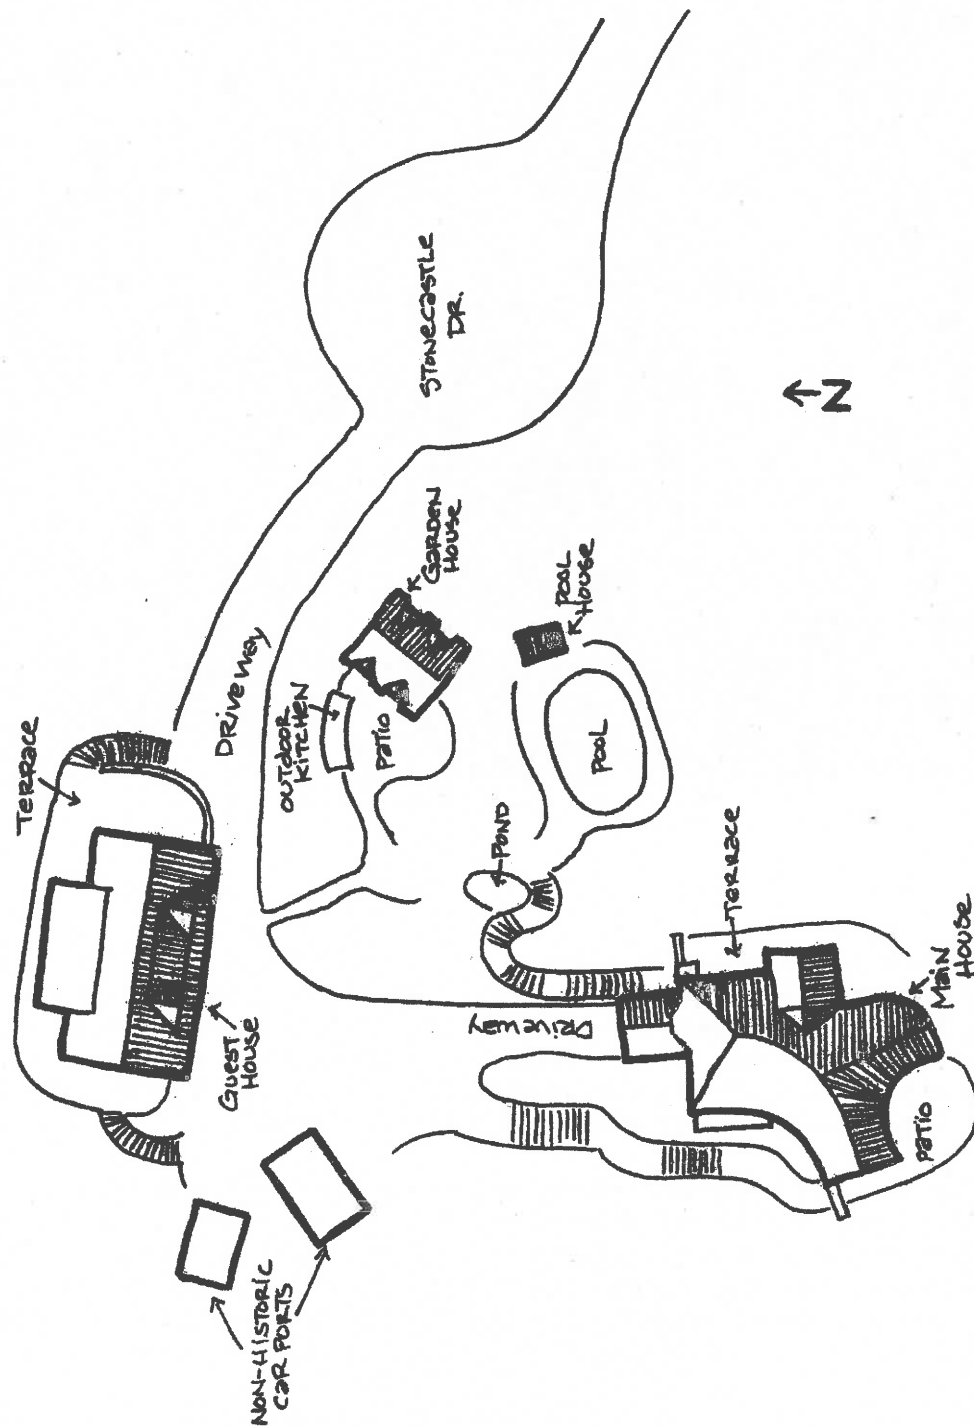 TERRACE
DRIVEWAY
STONECASTLE
DR.
OUTDOOR
KITCHEN
PATIO
GARDEN
HOUSE
POOL
HOUSE
POOL
POND
GUEST
HOUSE
DRIVEWAY
TERRACE
MAIN
HOUSE
PATIO
NON-HISTORIC
CAR PORTS
N